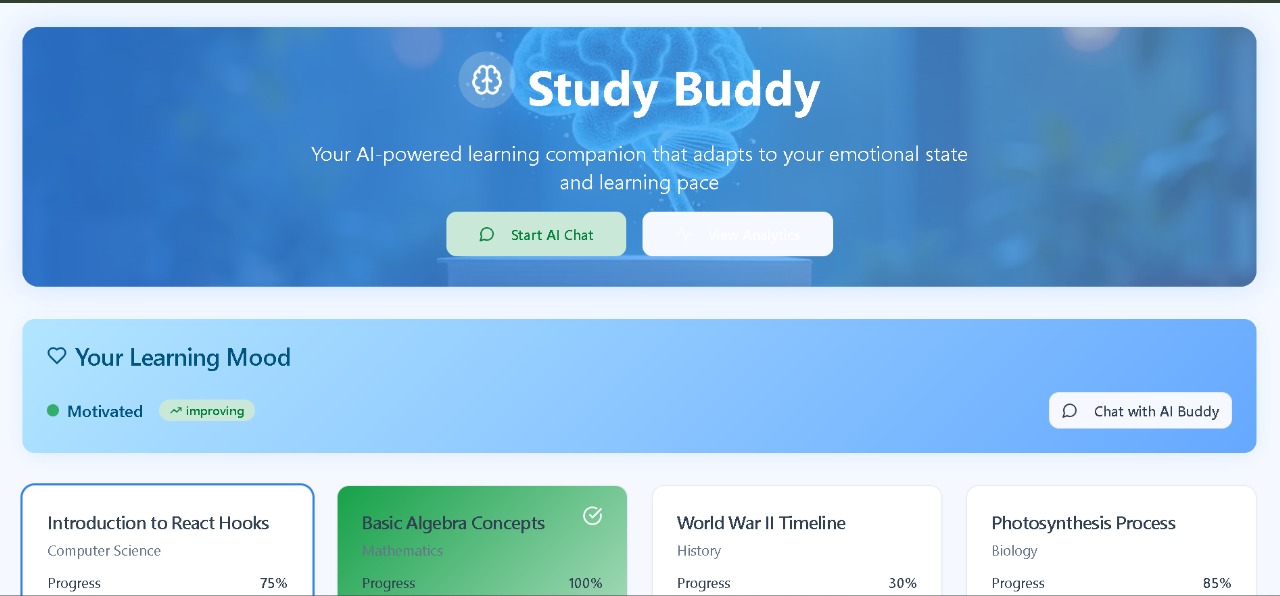 Study Buddy
Your AI-powered learning companion that adapts to your emotional state
and learning pace
Start AI Chat
View Analytics
Your Learning Mood
Motivated
improving
Chat with AI Buddy
Introduction to React Hooks
Computer Science
Progress 75%
Basic Algebra Concepts
Mathematics
Progress 100%
World War II Timeline
History
Progress 30%
Photosynthesis Process
Biology
Progress 85%